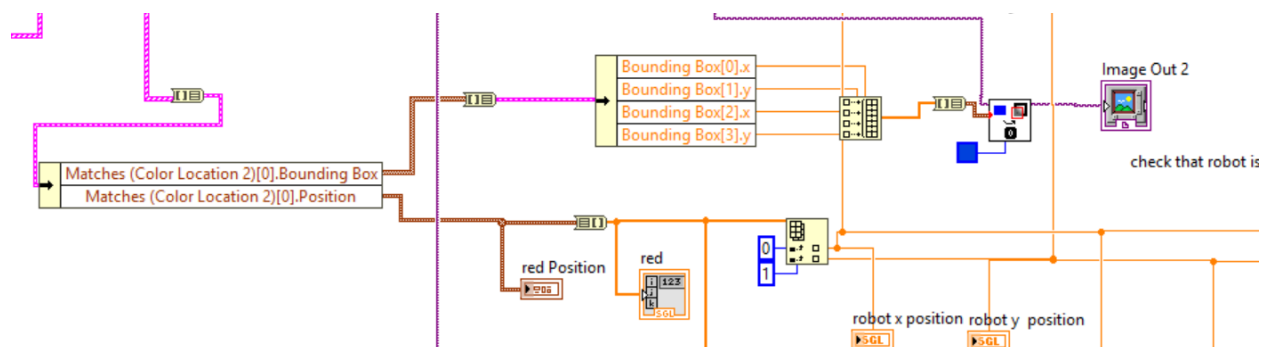 Bounding Box[0].x
Bounding Box[1].y
Bounding Box[2].x
Bounding Box[3].y
Image Out 2
check that robot is
Matches (Color Location 2)[0].Bounding Box
Matches (Color Location 2)[0].Position
red Position
red
123
i
j
k
SGL
0
1
0
robot x position
robot y position
SGL
SGL